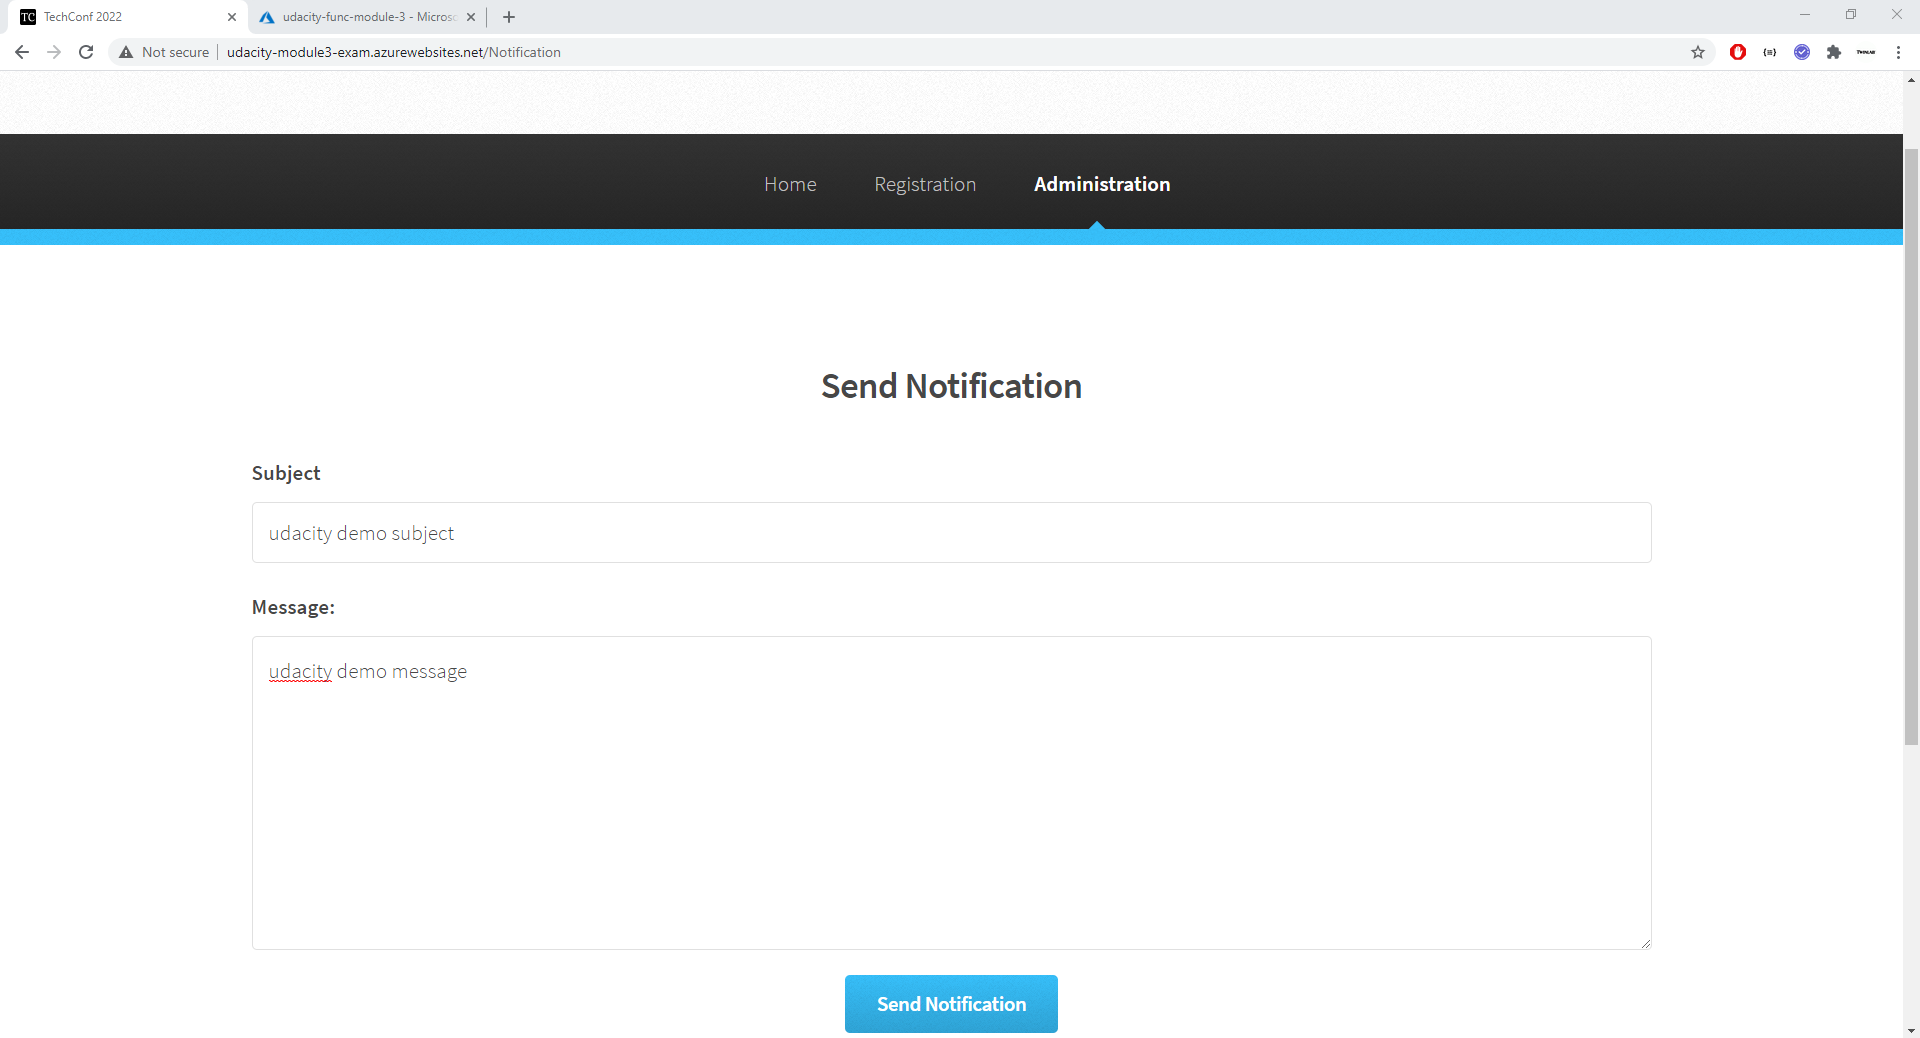 TC TechConf 2022
udacity-func-module-3 - Microsc
Not secure udacity-module3-exam.azurewebsites.net/Notification
Home Registration Administration
Send Notification
Subject
udacity demo subject
Message:
udacity demo message
Send Notification